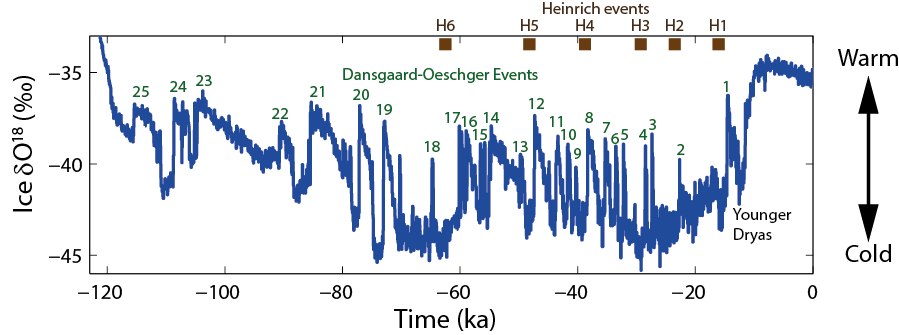 Heinrich events
H6 H5 H4 H3 H2 H1
Dansgaard-Oeschger Events
25 24 23 22 21 20 19 18 17 16 15 14 13 12 11 10 9 8 7 6 5 4 3 2 1
Younger
Dryas
Warm
Cold
Ice δO¹⁸ (‰)
−35
−40
−45
−120 −100 −80 −60 −40 −20 0
Time (ka)